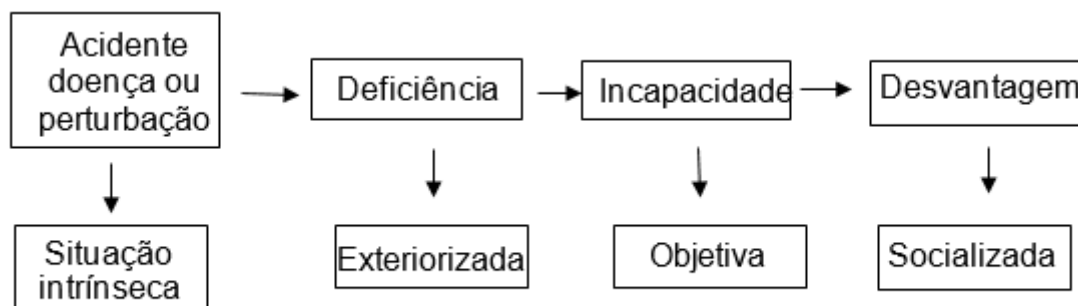 Acidente
doença ou
perturbação
Deficiência
Incapacidade
Desvantagem
Situação
intrínseca
Exteriorizada
Objetiva
Socializada